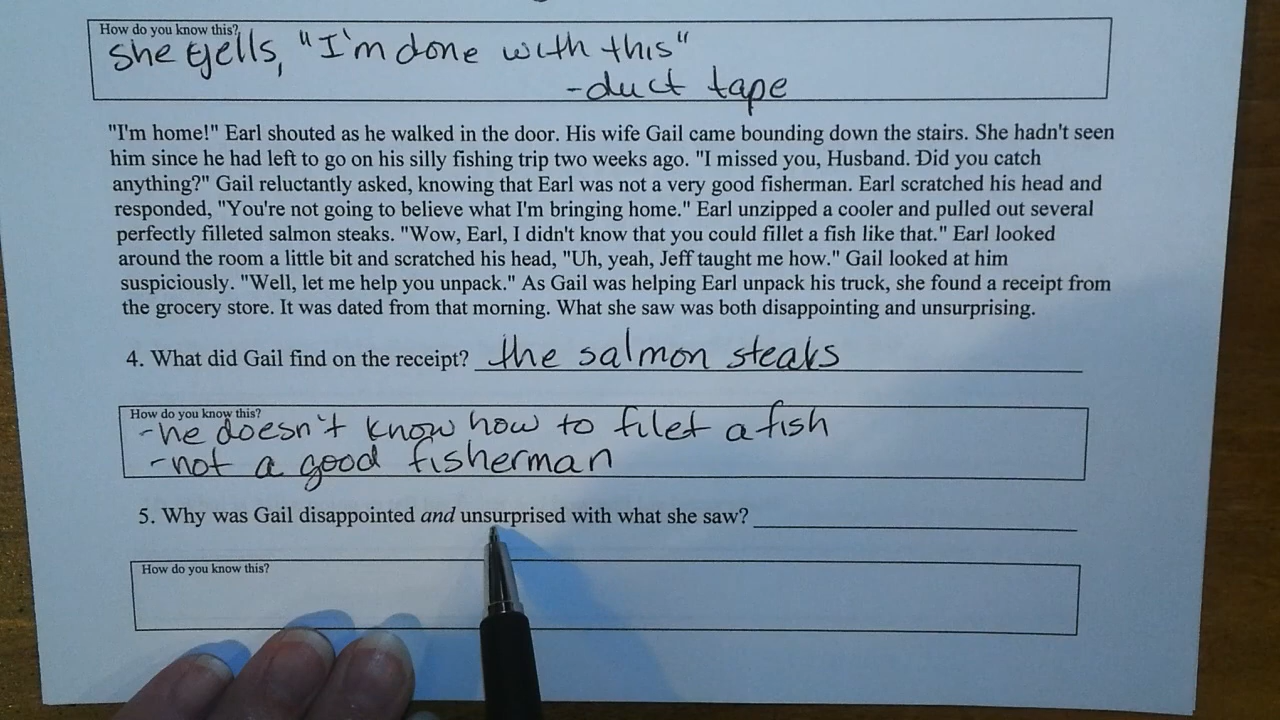 How do you know this?
she yells, "I'm done with this"
-duct tape
"I'm home!" Earl shouted as he walked in the door. His wife Gail came bounding down the stairs. She hadn't seen
him since he had left to go on his silly fishing trip two weeks ago. "I missed you, Husband. Did you catch
anything?" Gail reluctantly asked, knowing that Earl was not a very good fisherman. Earl scratched his head and
responded, "You're not going to believe what I'm bringing home." Earl unzipped a cooler and pulled out several
perfectly filleted salmon steaks. "Wow, Earl, I didn't know that you could fillet a fish like that." Earl looked
around the room a little bit and scratched his head, "Uh, yeah, Jeff taught me how." Gail looked at him
suspiciously. "Well, let me help you unpack." As Gail was helping Earl unpack his truck, she found a receipt from
the grocery store. It was dated from that morning. What she saw was both disappointing and unsurprising.
4. What did Gail find on the receipt? the salmon steaks
How do you know this?
-he doesn't know how to filet a fish
-not a good fisherman
5. Why was Gail disappointed and unsurprised with what she saw?
How do you know this?